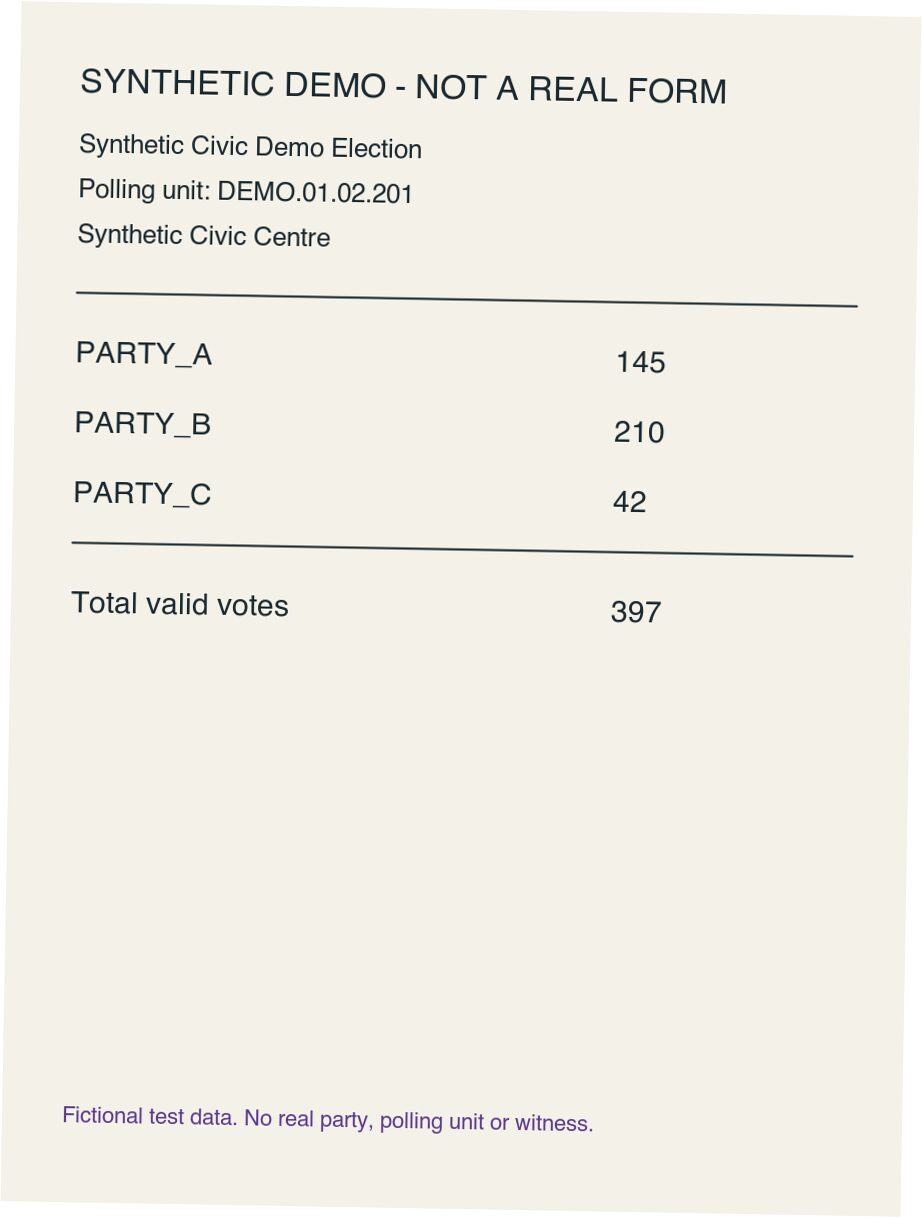 SYNTHETIC DEMO - NOT A REAL FORM
Synthetic Civic Demo Election
Polling unit: DEMO.01.02.201
Synthetic Civic Centre
PARTY_A 145
PARTY_B 210
PARTY_C 42
Total valid votes 397
Fictional test data. No real party, polling unit or witness.